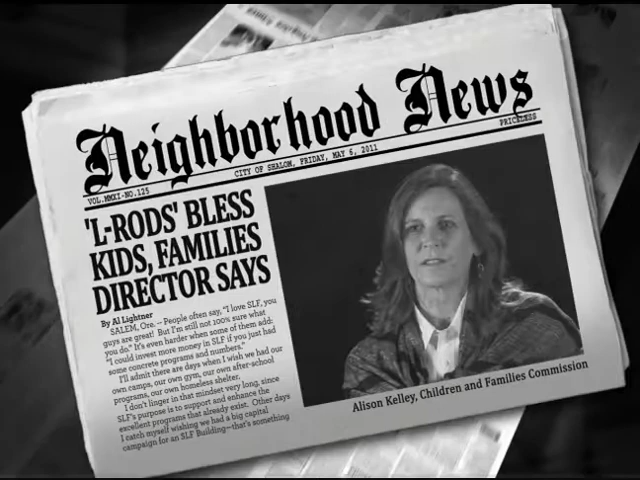 Neighborhood News
VOL.MMXI-NO.125
CITY OF SHALOM, FRIDAY, MAY 6, 2011
PRICELESS
'L-RODS' BLESS
KIDS, FAMILIES
DIRECTOR SAYS
By Al Lightner
SALEM, Ore. -- People often say, "I love SLF, you
guys are great! But I'm still not 100% sure what
you do." It's even harder when some of them add:
"I could invest more money in SLF if you just had
some concrete programs and numbers."
I'll admit there are days when I wish we had our
own camps, our own gym, our own after-school
programs, our own homeless shelter.
I don't linger in that mindset very long, since
SLF's purpose is to support and enhance the
excellent programs that already exist. Other days
I catch myself wishing we had a big capital
campaign for an SLF Building--that's something
Alison Kelley, Children and Families Commission